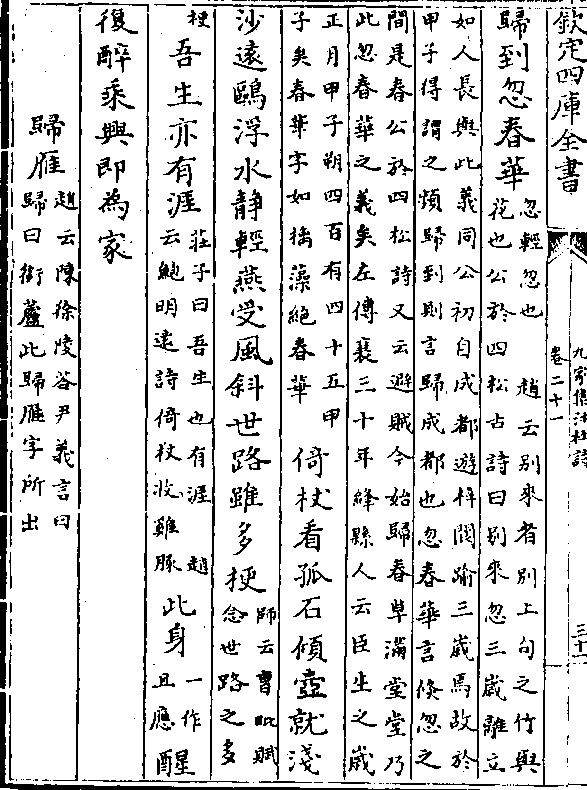 欽定四庫全書
九家集注杜詩
卷二十一
三十一
歸到忽春華
忽輕忽也　趙云別來者別上句之竹與
花也公於四松古詩曰別來忽三歳離立
如人長與此義同公初自成都遊梓閬踰三歳焉故於
甲子得謂之頻歸到則言歸成都也忽春華言倏忽之
間是春公於四松詩又云避賊今始歸春草滿堂堂乃
此忽春華之義矣左傳襄三十年絳縣人云臣生之歳
正月甲子朔四百有四十五甲
子矣春華字如摛藻絶春華
倚杖看孤石傾壺就淺
沙遠鷗浮水靜輕燕受風斜世路雖多梗
師云曹毗賦
念世路之多
梗
吾生亦有涯
莊子曰吾生也有涯　趙
云鮑明遠詩倚杖牧雞豚
此身
一作
且應
醒
復醉乘興即為家
歸雁
趙云陳徐陵咨尹義言曰
歸曰銜蘆此歸雁字所出